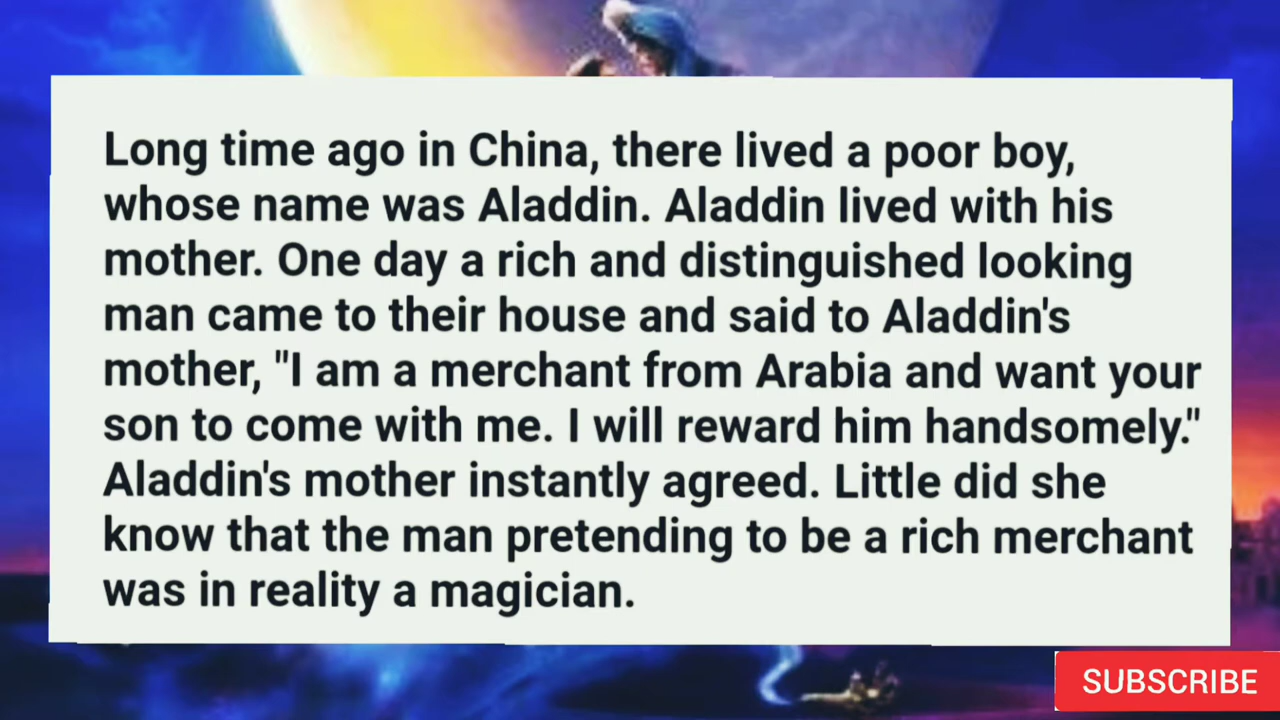 Long time ago in China, there lived a poor boy,
whose name was Aladdin. Aladdin lived with his
mother. One day a rich and distinguished looking
man came to their house and said to Aladdin's
mother, "I am a merchant from Arabia and want your
son to come with me. I will reward him handsomely."
Aladdin's mother instantly agreed. Little did she
know that the man pretending to be a rich merchant
was in reality a magician.
SUBSCRIBE